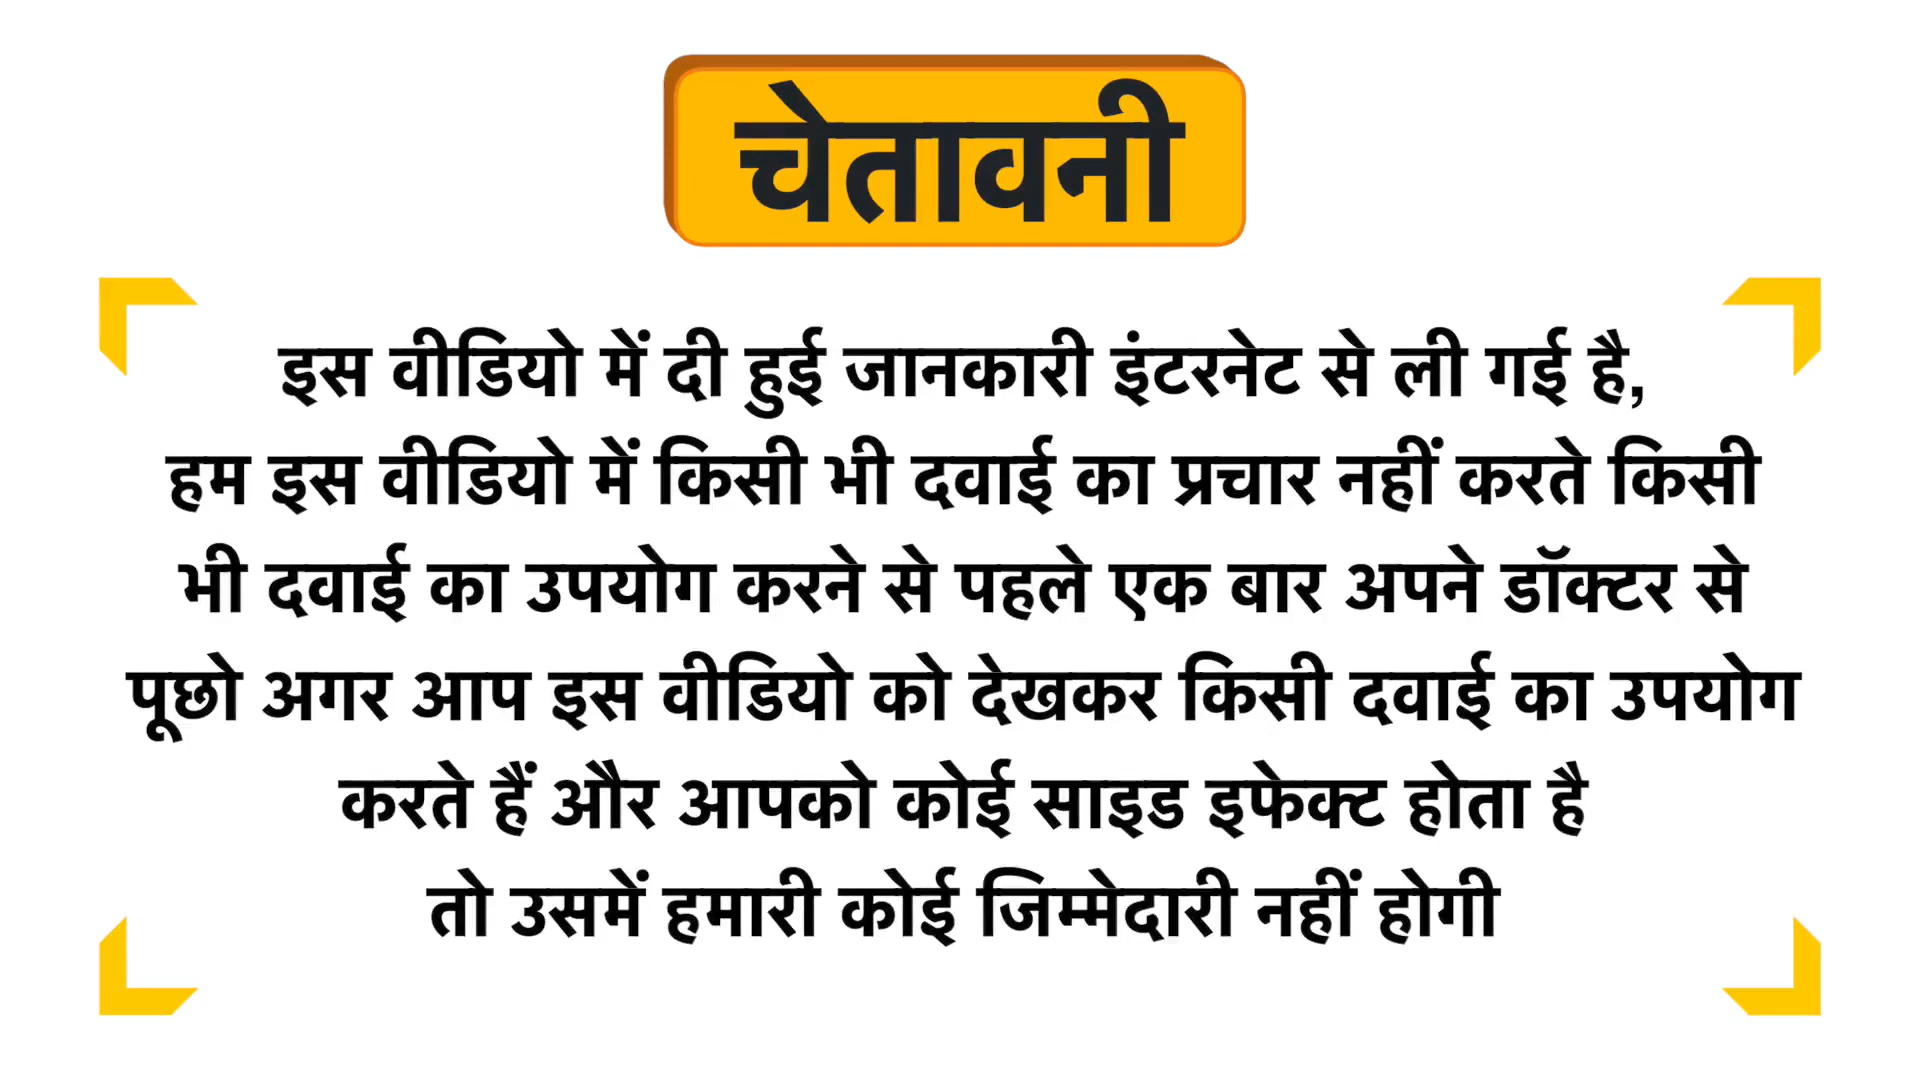 चेतावनी
इस वीडियो में दी हुई जानकारी इंटरनेट से ली गई है,
हम इस वीडियो में किसी भी दवाई का प्रचार नहीं करते किसी
भी दवाई का उपयोग करने से पहले एक बार अपने डॉक्टर से
पूछो अगर आप इस वीडियो को देखकर किसी दवाई का उपयोग
करते हैं और आपको कोई साइड इफेक्ट होता है
तो उसमें हमारी कोई जिम्मेदारी नहीं होगी